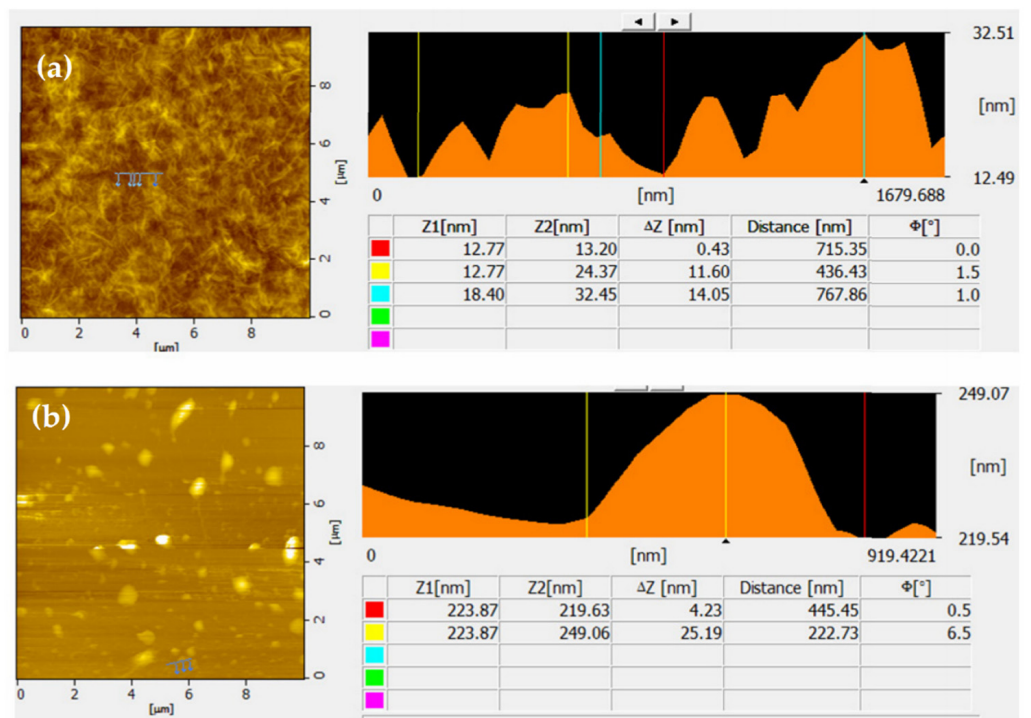 (a)
8
6
4
2
0
[µm]
0 2 4 6 8
[µm]
32.51
[nm]
12.49
0 [nm] 1679.688
Z1[nm] Z2[nm] ΔZ [nm] Distance [nm] Φ[°]
12.77 13.20 0.43 715.35 0.0
12.77 24.37 11.60 436.43 1.5
18.40 32.45 14.05 767.86 1.0
(b)
8
6
4
2
0
[µm]
0 2 4 6 8
[µm]
249.07
[nm]
219.54
0 [nm] 919.4221
Z1[nm] Z2[nm] ΔZ [nm] Distance [nm] Φ[°]
223.87 219.63 4.23 445.45 0.5
223.87 249.06 25.19 222.73 6.5